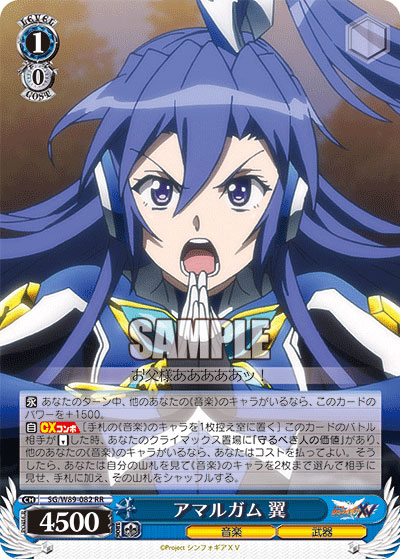 LEVEL
1
0
COST
SAMPLE
お父様あああああッ！
永 あなたのターン中、他のあなたの《音楽》のキャラがいるなら、このカードの
パワーを＋1500。
自 CXコンボ ［手札の《音楽》のキャラを1枚控え室に置く］このカードのバトル
相手が した時、あなたのクライマックス置場に「守るべき人の価値」があり、
他のあなたの《音楽》のキャラがいるなら、あなたはコストを払ってよい。そう
したら、あなたは自分の山札を見て《音楽》のキャラを2枚まで選んで相手に
見せ、手札に加え、その山札をシャッフルする。
CH SG/W89-082 RR
4500
アマルガム 翼
XV
音楽
武器
©Project シンフォギアＸＶ